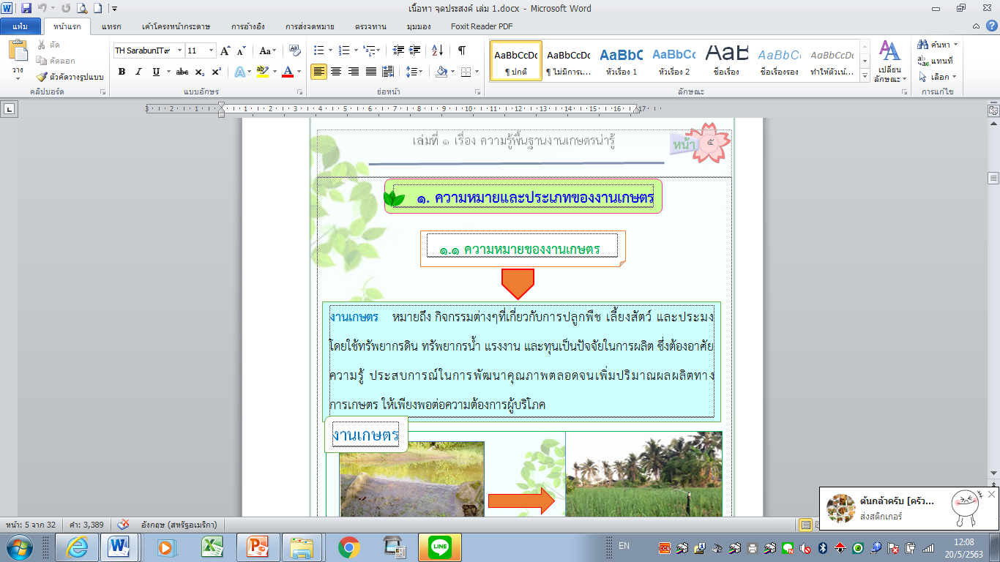 เนื้อหา จุดประสงค์ เล่ม 1.docx - Microsoft Word
แฟ้ม
หน้าแรก
แทรก
เค้าโครงหน้ากระดาษ
การอ้างอิง
การส่งจดหมาย
ตรวจทาน
มุมมอง
Foxit Reader PDF
วาง
ตัด
คัดลอก
ตัวคัดวางรูปแบบ
คลิปบอร์ด
TH SarabunIT๙
11
แบบอักษร
ย่อหน้า
AaBbCcDc
¶ ปกติ
AaBbCcDc
¶ ไม่มีการเ...
AaBbC
หัวเรื่อง 1
AaBbCc
หัวเรื่อง 2
AaB
ชื่อเรื่อง
AaBbCc
ชื่อเรื่องรอง
AaBbCcDc
ทำให้ตัวเน้...
ลักษณะ
เปลี่ยน
ลักษณะ
ค้นหา
แทนที่
เลือก
การแก้ไข
3 2 1 1 2 3 4 5 6 7 8 9 10 11 12 13 14 15 16 17
เล่มที่ ๑ เรื่อง ความรู้พื้นฐานงานเกษตรน่ารู้
หน้า ๕
๑. ความหมายและประเภทของงานเกษตร
๑.๑ ความหมายของงานเกษตร
งานเกษตร หมายถึง กิจกรรมต่างๆที่เกี่ยวกับการปลูกพืช เลี้ยงสัตว์ และประมง
โดยใช้ทรัพยากรดิน ทรัพยากรน้ำ แรงงาน และทุนเป็นปัจจัยในการผลิต ซึ่งต้องอาศัย
ความรู้ ประสบการณ์ในการพัฒนาคุณภาพตลอดจนเพิ่มปริมาณผลผลิตทาง
การเกษตร ให้เพียงพอต่อความต้องการผู้บริโภค
งานเกษตร
ต้นกล้าครับ [ครัว...
ส่งสติกเกอร์
หน้า: 5 จาก 32
คำ: 3,389
อังกฤษ (สหรัฐอเมริกา)
LINE
EN
12:08
20/5/2563